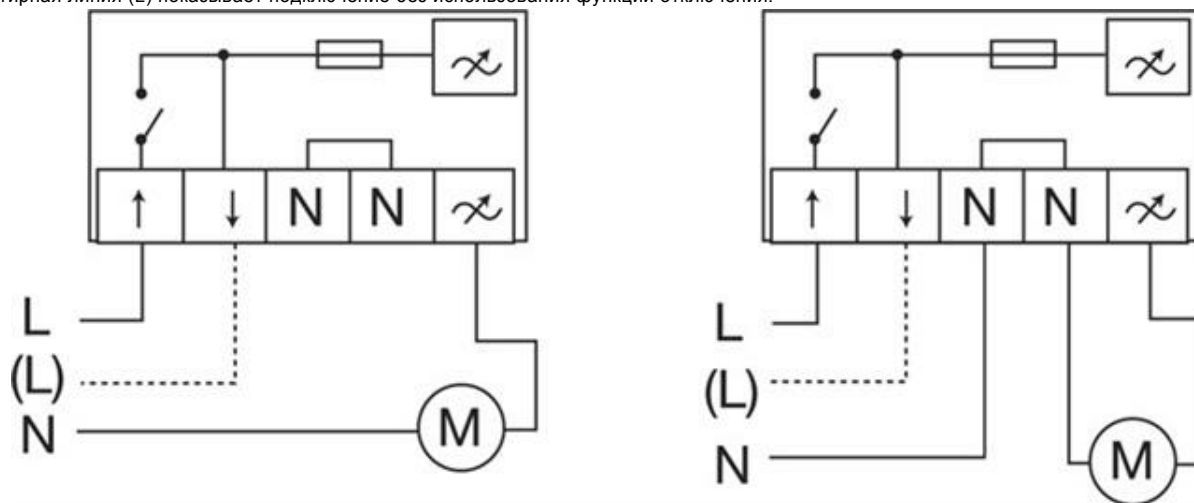 линия (L) показывает подключение без использования функции отключения.
N N
L
(L)
N
M
N N
L
(L)
N
M